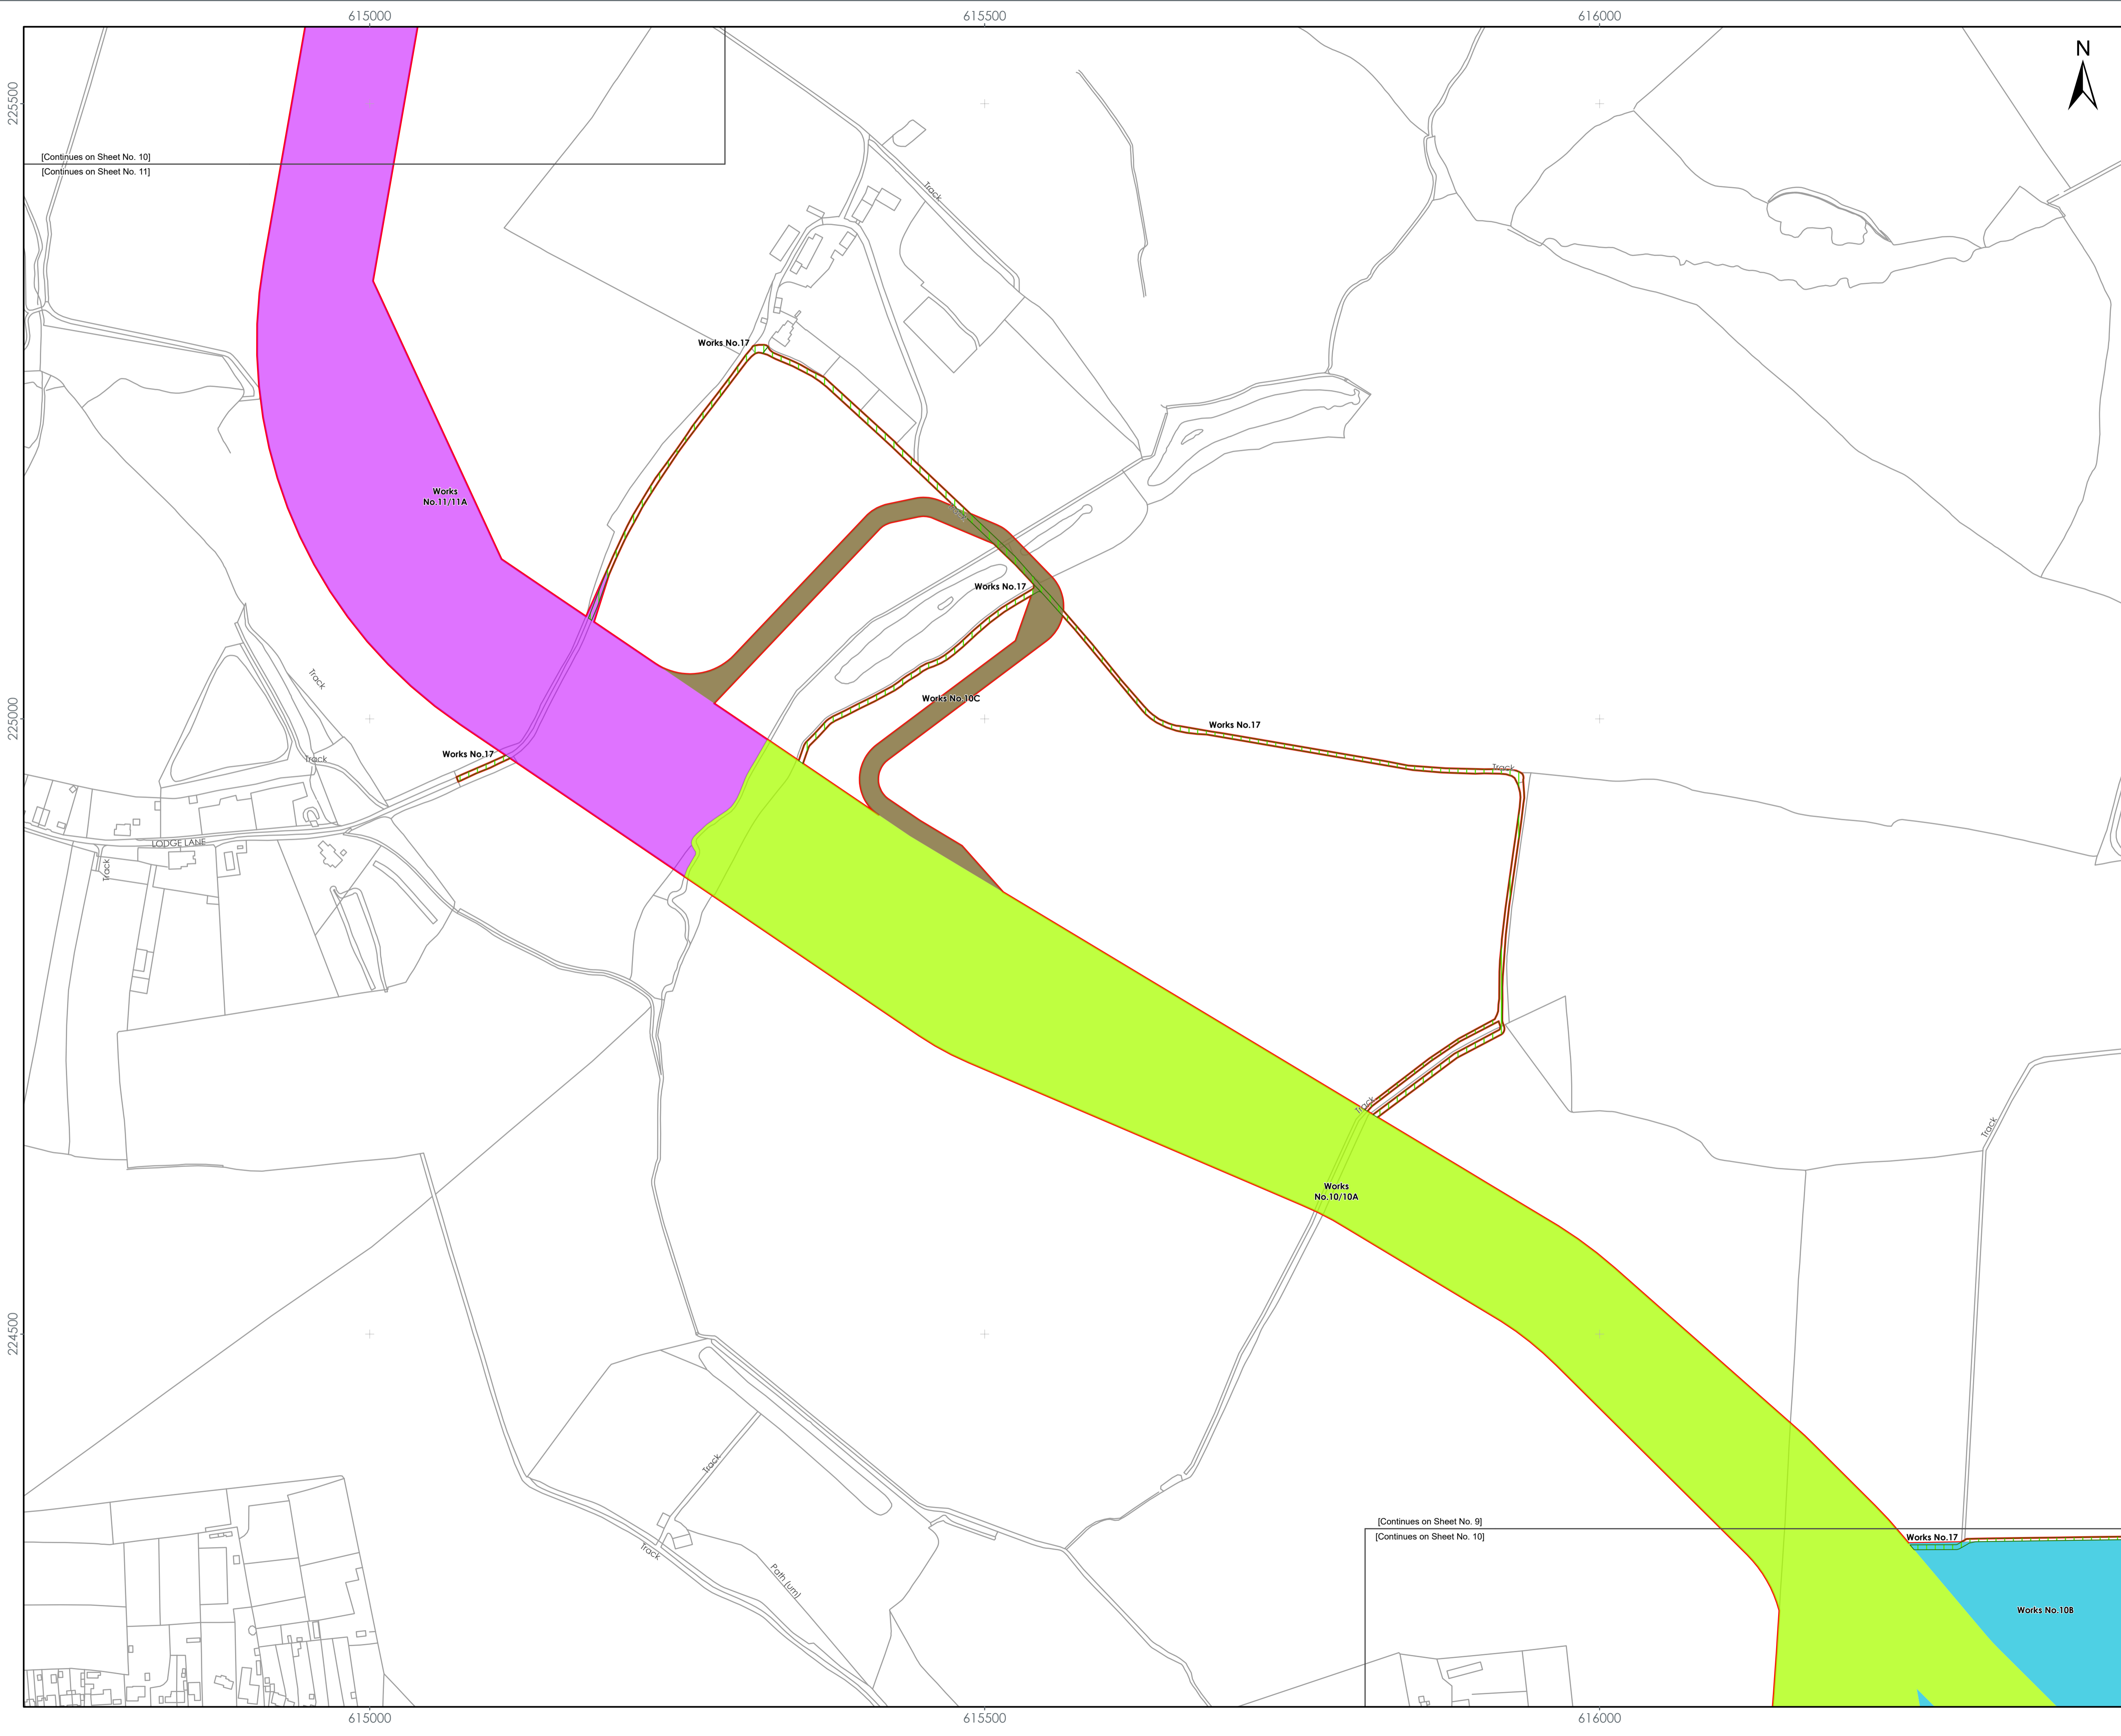 615000
615500
616000
N
225500
[Continues on Sheet No. 10]
[Continues on Sheet No. 11]
Track
Works No.17
Works
No.11/11A
Works No.17
Track
Works No.10C
225000
Works No.17
Works No.17
Track
Track
LODGE LANE
Track
Track
Track
Works
No.10/10A
224500
Track
Track
Path (um)
[Continues on Sheet No. 9]
[Continues on Sheet No. 10]
Works No.17
Works No.10B
615000
615500
616000